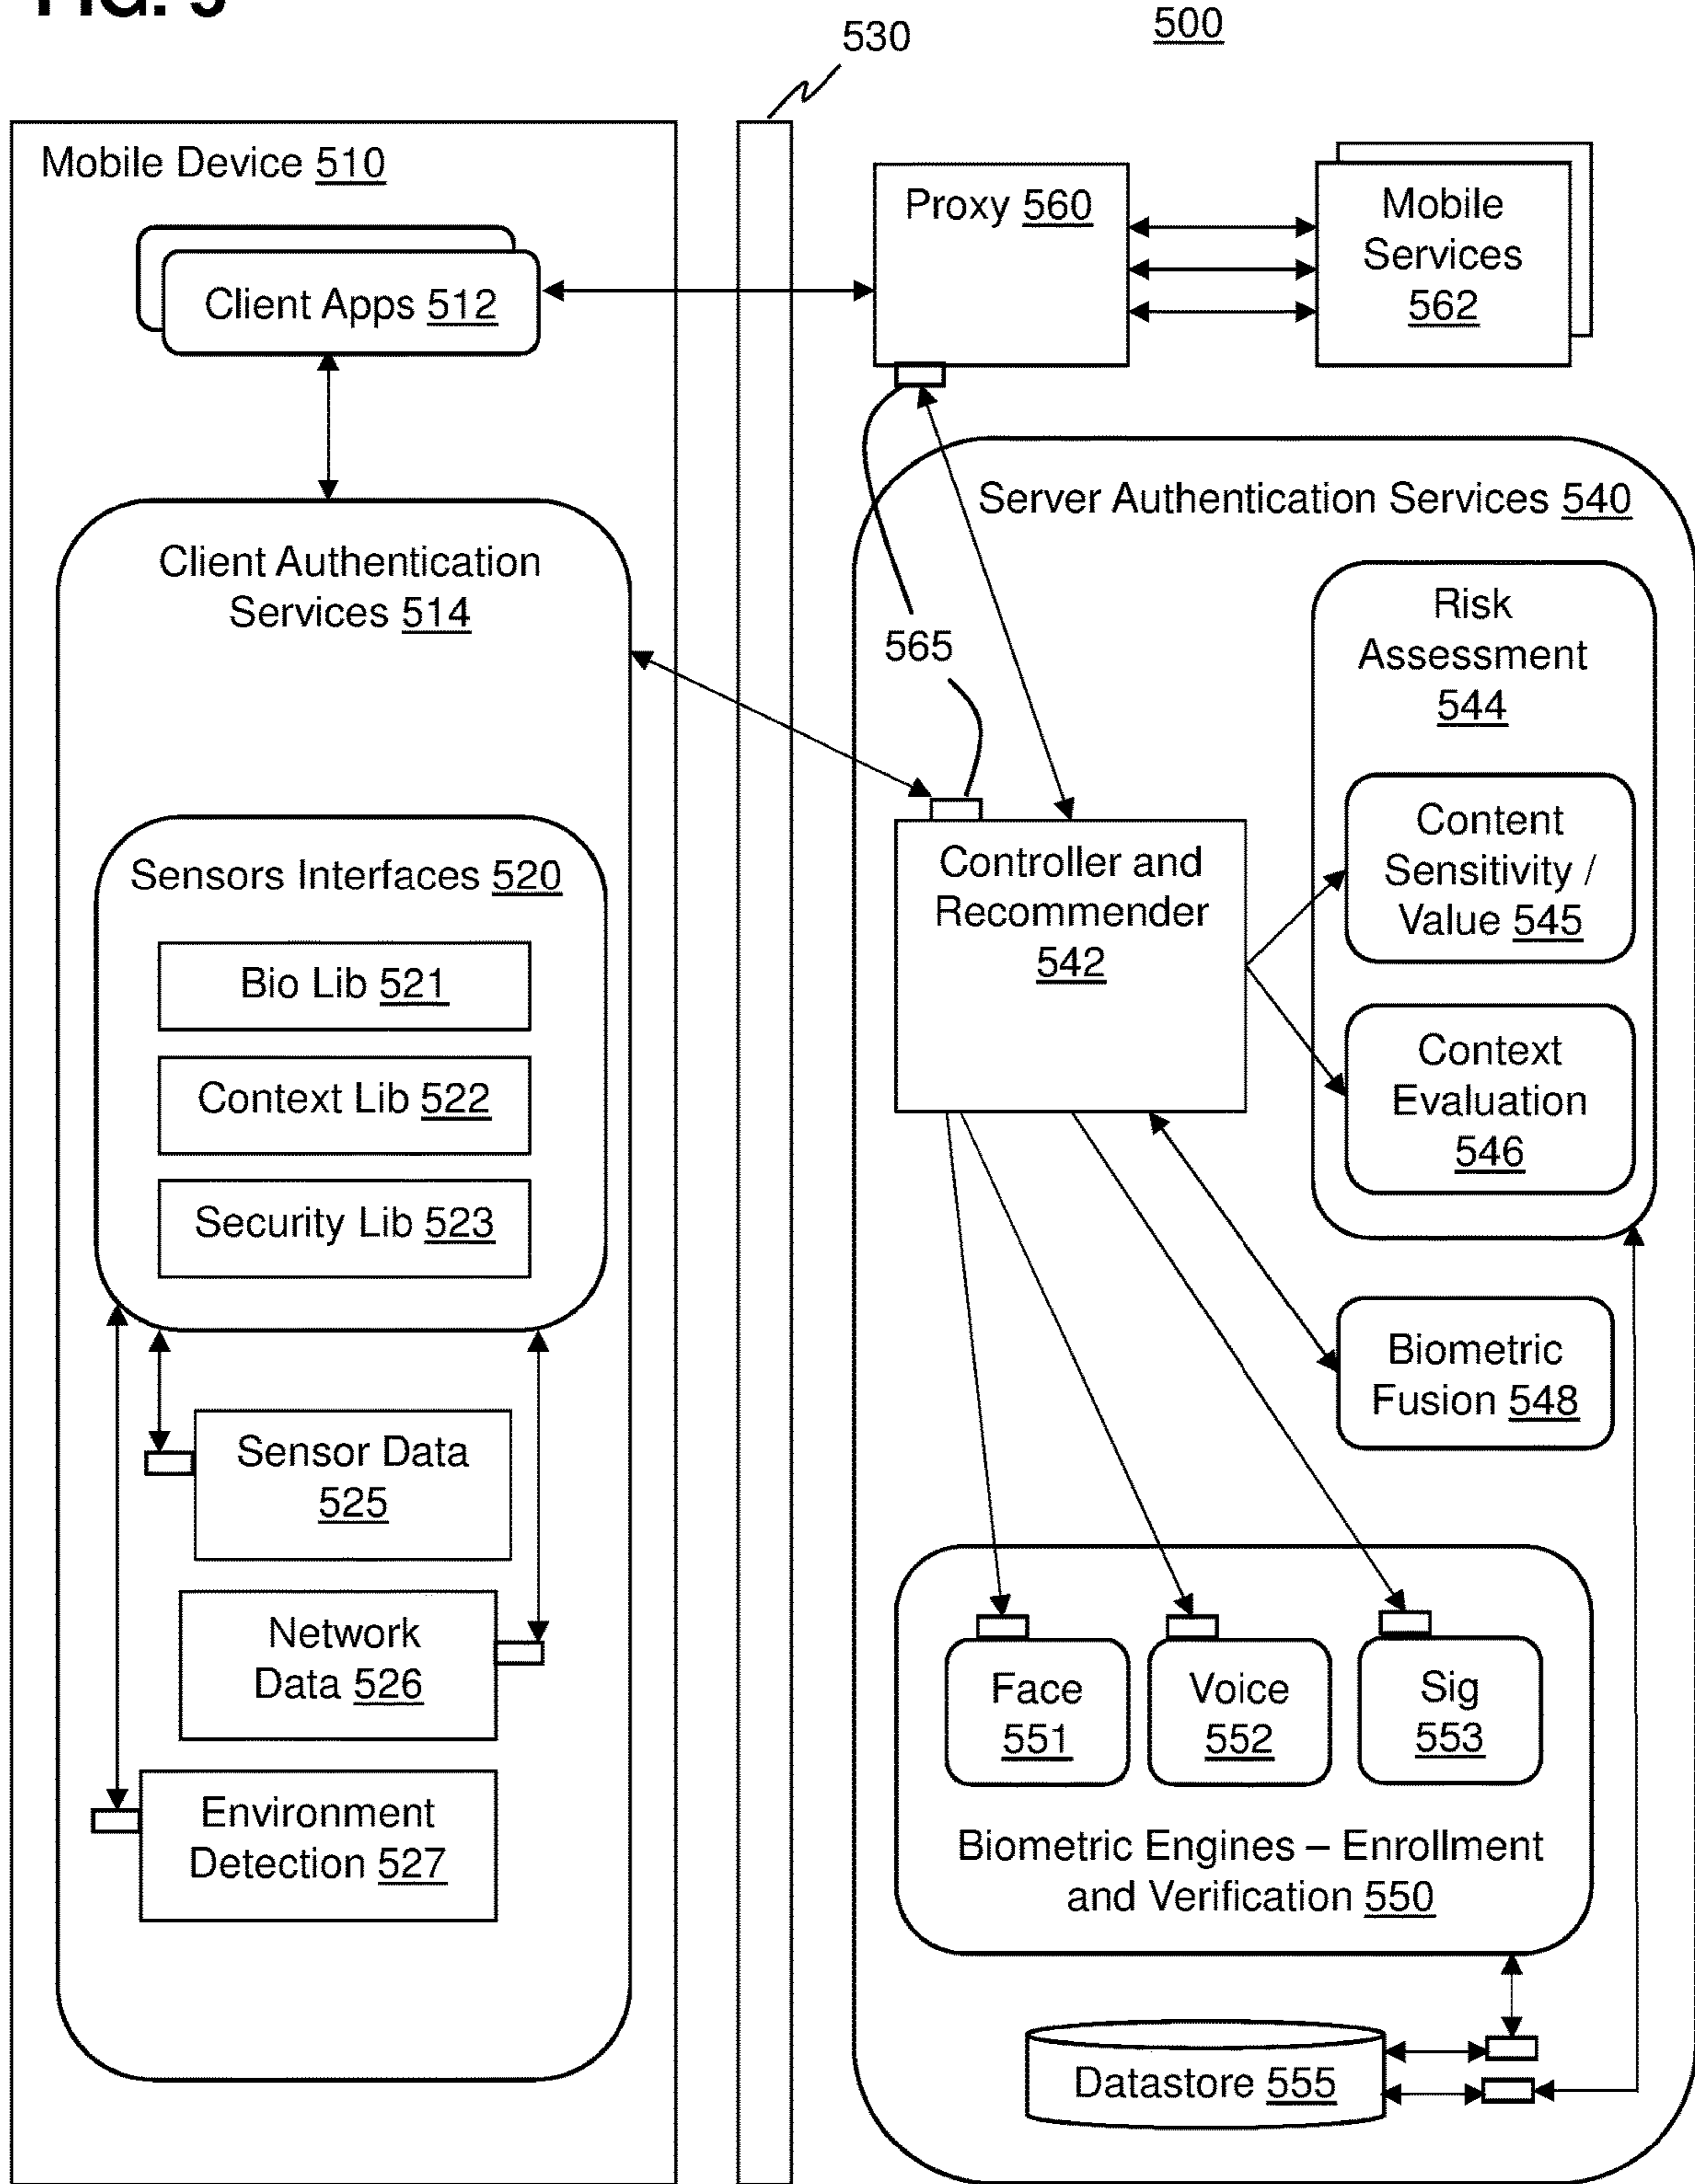 FIG. 5
500
530
Mobile Device 510
Client Apps 512
Proxy 560
Mobile
Services
562
Client Authentication
Services 514
Server Authentication Services 540
565
Risk
Assessment
544
Content
Sensitivity /
Value 545
Context
Evaluation
546
Controller and
Recommender
542
Sensors Interfaces 520
Bio Lib 521
Context Lib 522
Security Lib 523
Sensor Data
525
Network
Data 526
Environment
Detection 527
Biometric
Fusion 548
Face
551
Voice
552
Sig
553
Biometric Engines – Enrollment
and Verification 550
Datastore 555